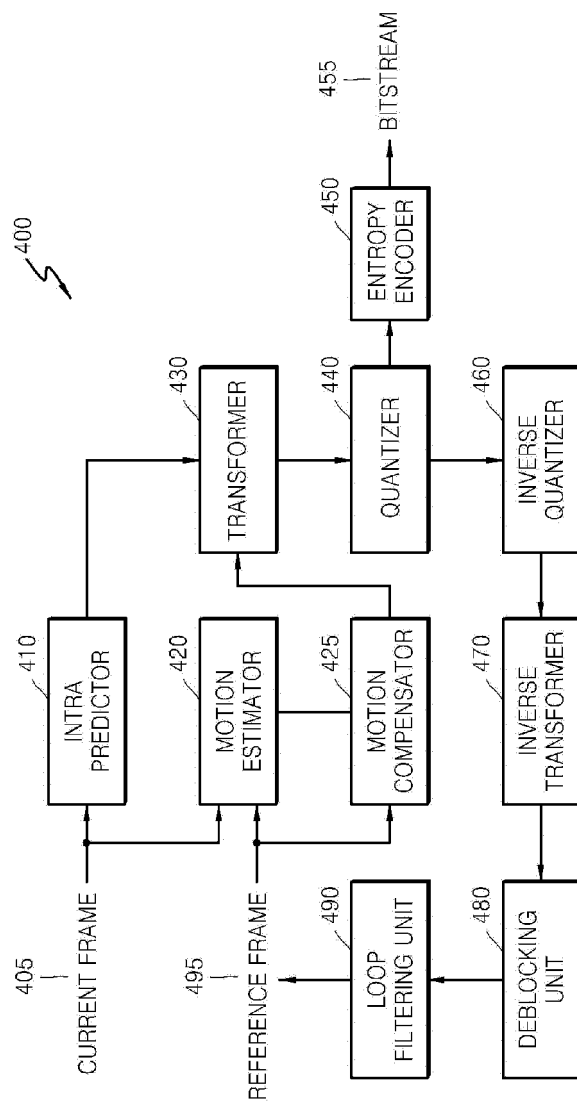 400
405
CURRENT FRAME
410
INTRA
PREDICTOR
430
TRANSFORMER
495
REFERENCE FRAME
420
MOTION
ESTIMATOR
440
QUANTIZER
450
ENTROPY
ENCODER
455
BITSTREAM
490
LOOP
FILTERING UNIT
425
MOTION
COMPENSATOR
480
DEBLOCKING
UNIT
470
INVERSE
TRANSFORMER
460
INVERSE
QUANTIZER